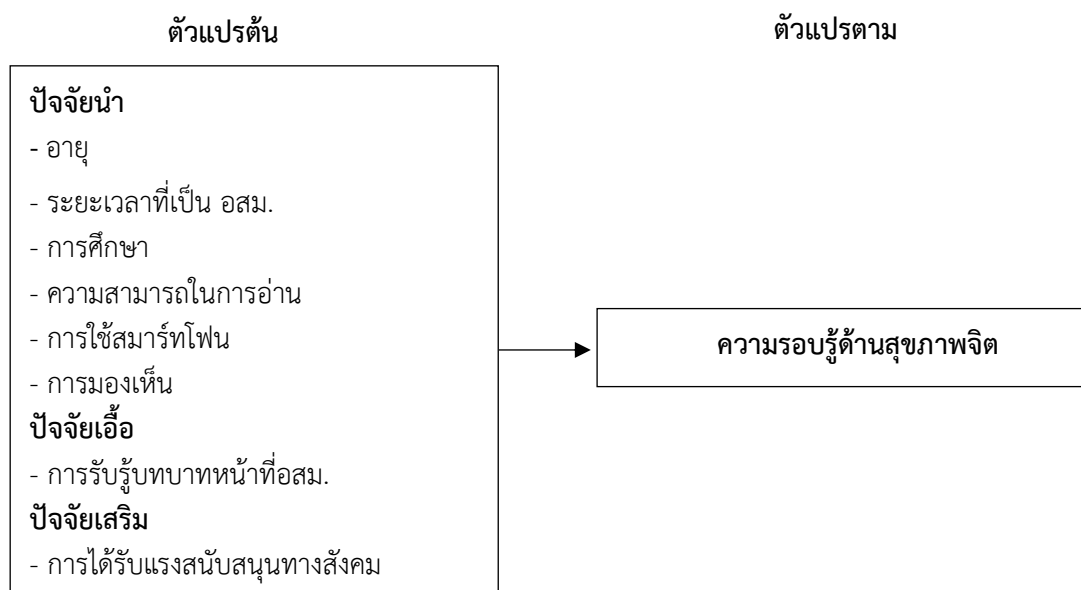 ตัวแปรต้น
ตัวแปรตาม
ปัจจัยนำ
- อายุ
- ระยะเวลาที่เป็น อสม.
- การศึกษา
- ความสามารถในการอ่าน
- การใช้สมาร์ทโฟน
- การมองเห็น
ปัจจัยเอื้อ
- การรับรู้บทบาทหน้าที่อสม.
ปัจจัยเสริม
- การได้รับแรงสนับสนุนทางสังคม
ความรอบรู้ด้านสุขภาพจิต